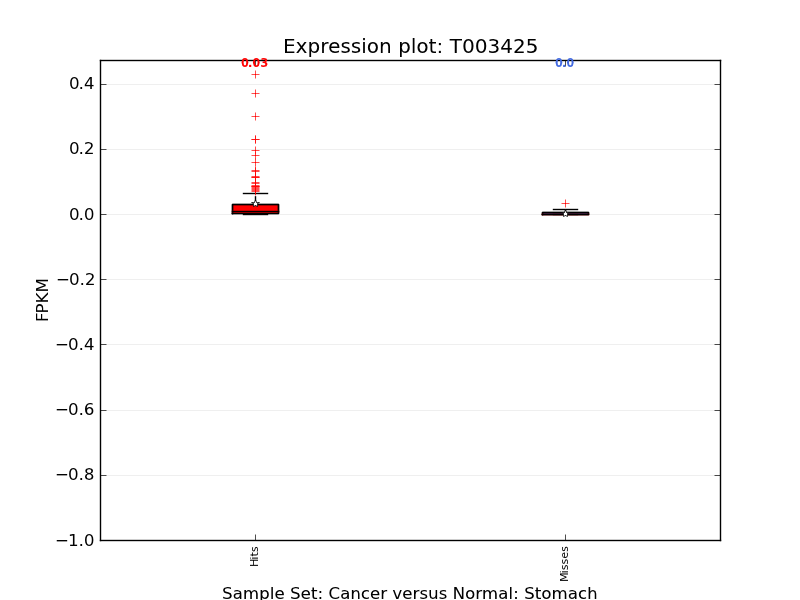 Expression plot: T003425
0.03
0.0
0.4
0.2
0.0
−0.2
−0.4
−0.6
−0.8
−1.0
FPKM
Hits
Misses
Sample Set: Cancer versus Normal: Stomach